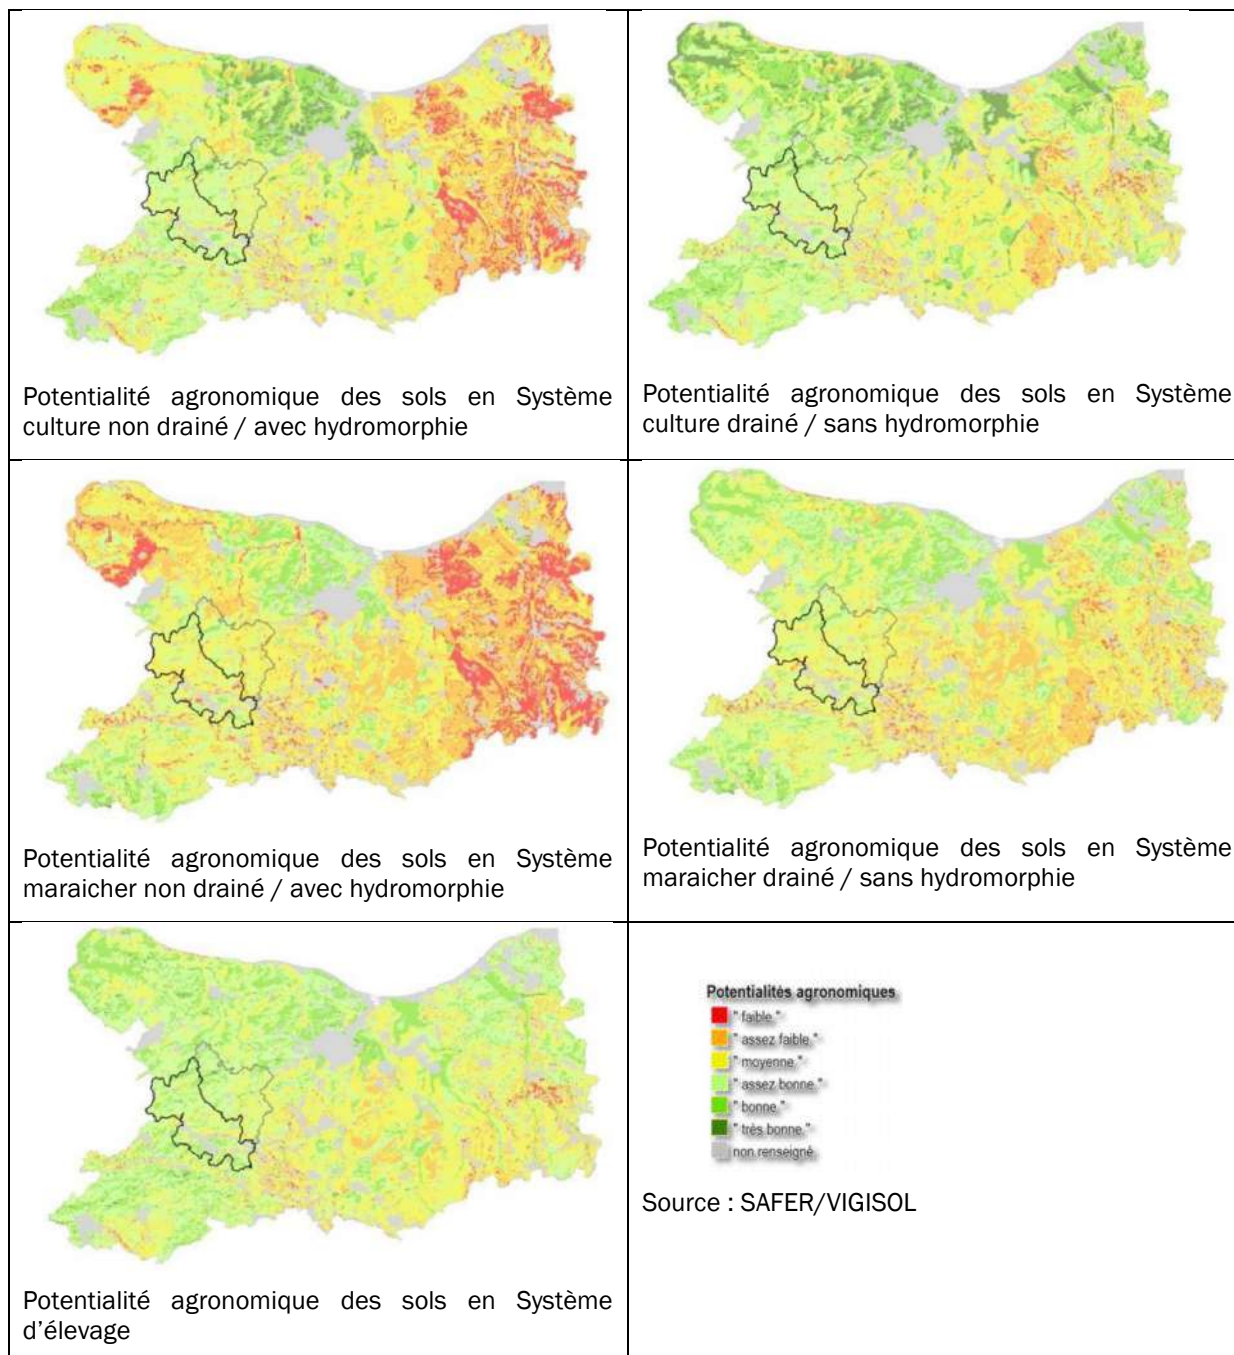 Potentialité agronomique des sols en Système
culture non drainé / avec hydromorphie
Potentialité agronomique des sols en Système
culture drainé / sans hydromorphie
Potentialité agronomique des sols en Système
maraicher non drainé / avec hydromorphie
Potentialité agronomique des sols en Système
maraicher drainé / sans hydromorphie
Potentialité agronomique des sols en Système
d'élevage
Potentialités agronomiques
" faible."
" assez faible."
" moyenne."
" assez bonne."
" bonne."
" très bonne."
non renseigné
Source : SAFER/VIGISOL